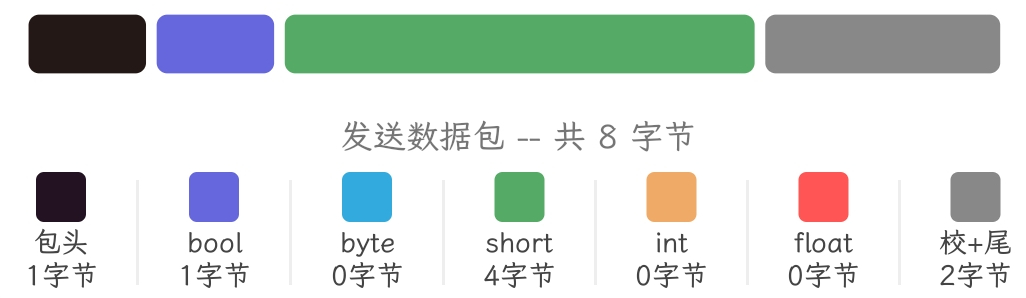 发送数据包 -- 共 8 字节
包头 bool byte short int float 校+尾
1字节 1字节 0字节 4字节 0字节 0字节 2字节